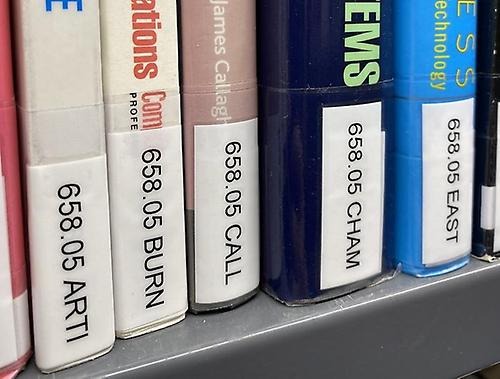 E
658.05 ARTI
ations Com
PROFE
658.05 BURN
James Callagh
658.05 CALL
EMS
658.05 CHAM
ESS
echnology
658.05 EAST